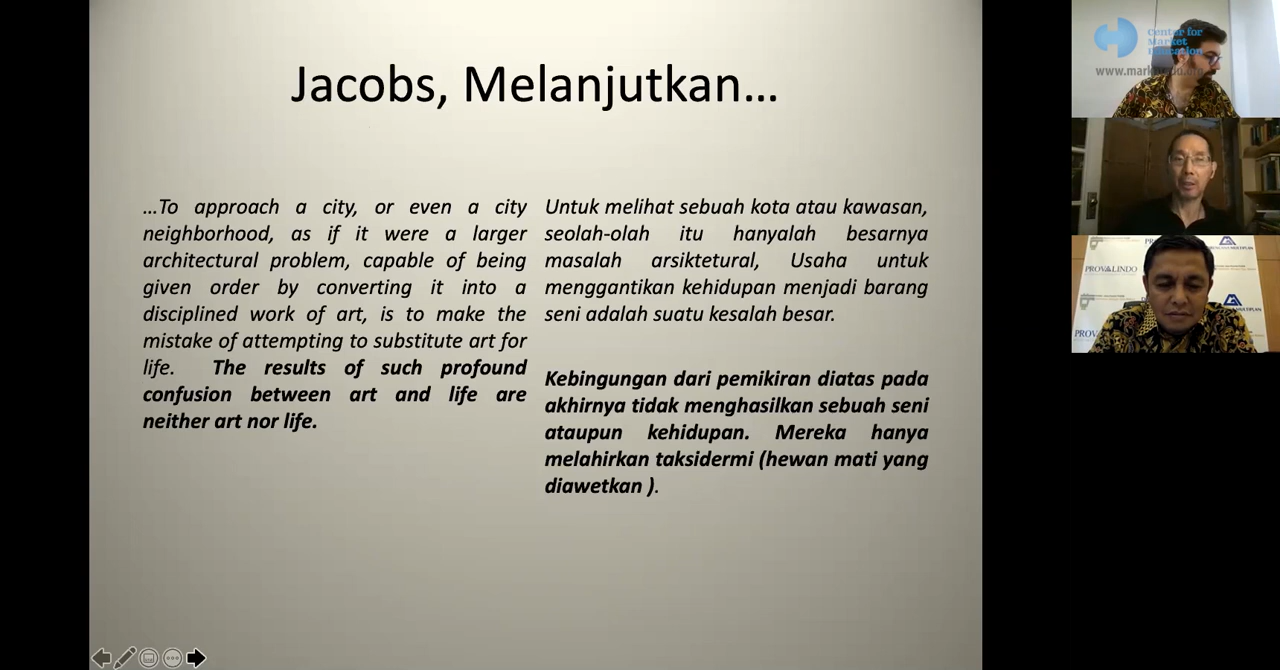 Jacobs, Melanjutkan...
...To approach a city, or even a city
neighborhood, as if it were a larger
architectural problem, capable of being
given order by converting it into a
disciplined work of art, is to make the
mistake of attempting to substitute art for
life. The results of such profound
confusion between art and life are
neither art nor life.
Untuk melihat sebuah kota atau kawasan,
seolah-olah itu hanyalah besarnya
masalah arsiktetural, Usaha untuk
menggantikan kehidupan menjadi barang
seni adalah suatu kesalah besar.
Kebingungan dari pemikiran diatas pada
akhirnya tidak menghasilkan sebuah seni
ataupun kehidupan. Mereka hanya
melahirkan taksidermi (hewan mati yang
diawetkan ).
Center for
Market
Education
PROVALINDO